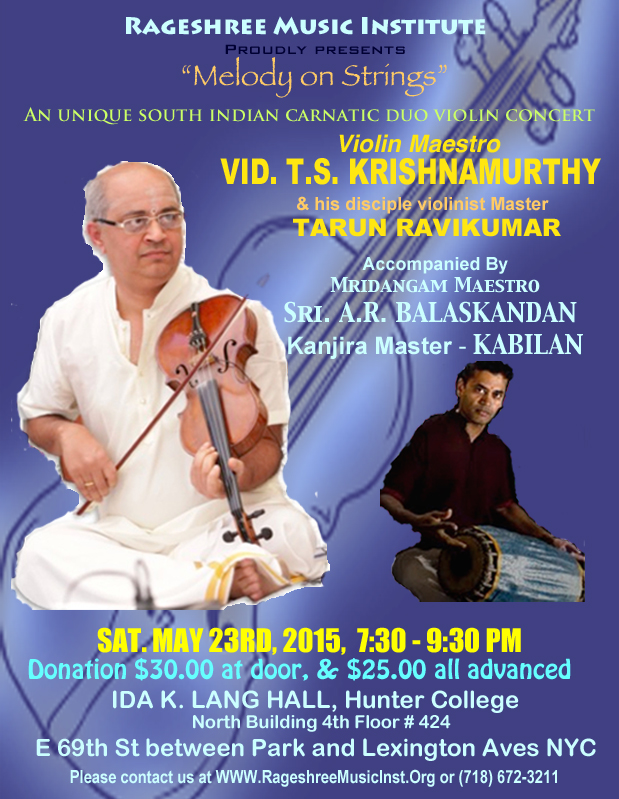 RAGESHREE MUSIC INSTITUTE
PROUDLY PRESENTS
“Melody on Strings”
AN UNIQUE SOUTH INDIAN CARNATIC DUO VIOLIN CONCERT
Violin Maestro
VID. T.S. KRISHNAMURTHY
& his disciple violinist Master
TARUN RAVIKUMAR
Accompanied By
MRIDANGAM MAESTRO
SRI. A.R. BALASKANDAN
Kanjira Master - KABILAN
SAT. MAY 23RD, 2015, 7:30 - 9:30 PM
Donation $30.00 at door, & $25.00 all advanced
IDA K. LANG HALL, Hunter College
North Building 4th Floor # 424
E 69th St between Park and Lexington Aves NYC
Please contact us at WWW.RageshreeMusicInst.Org or (718) 672-3211